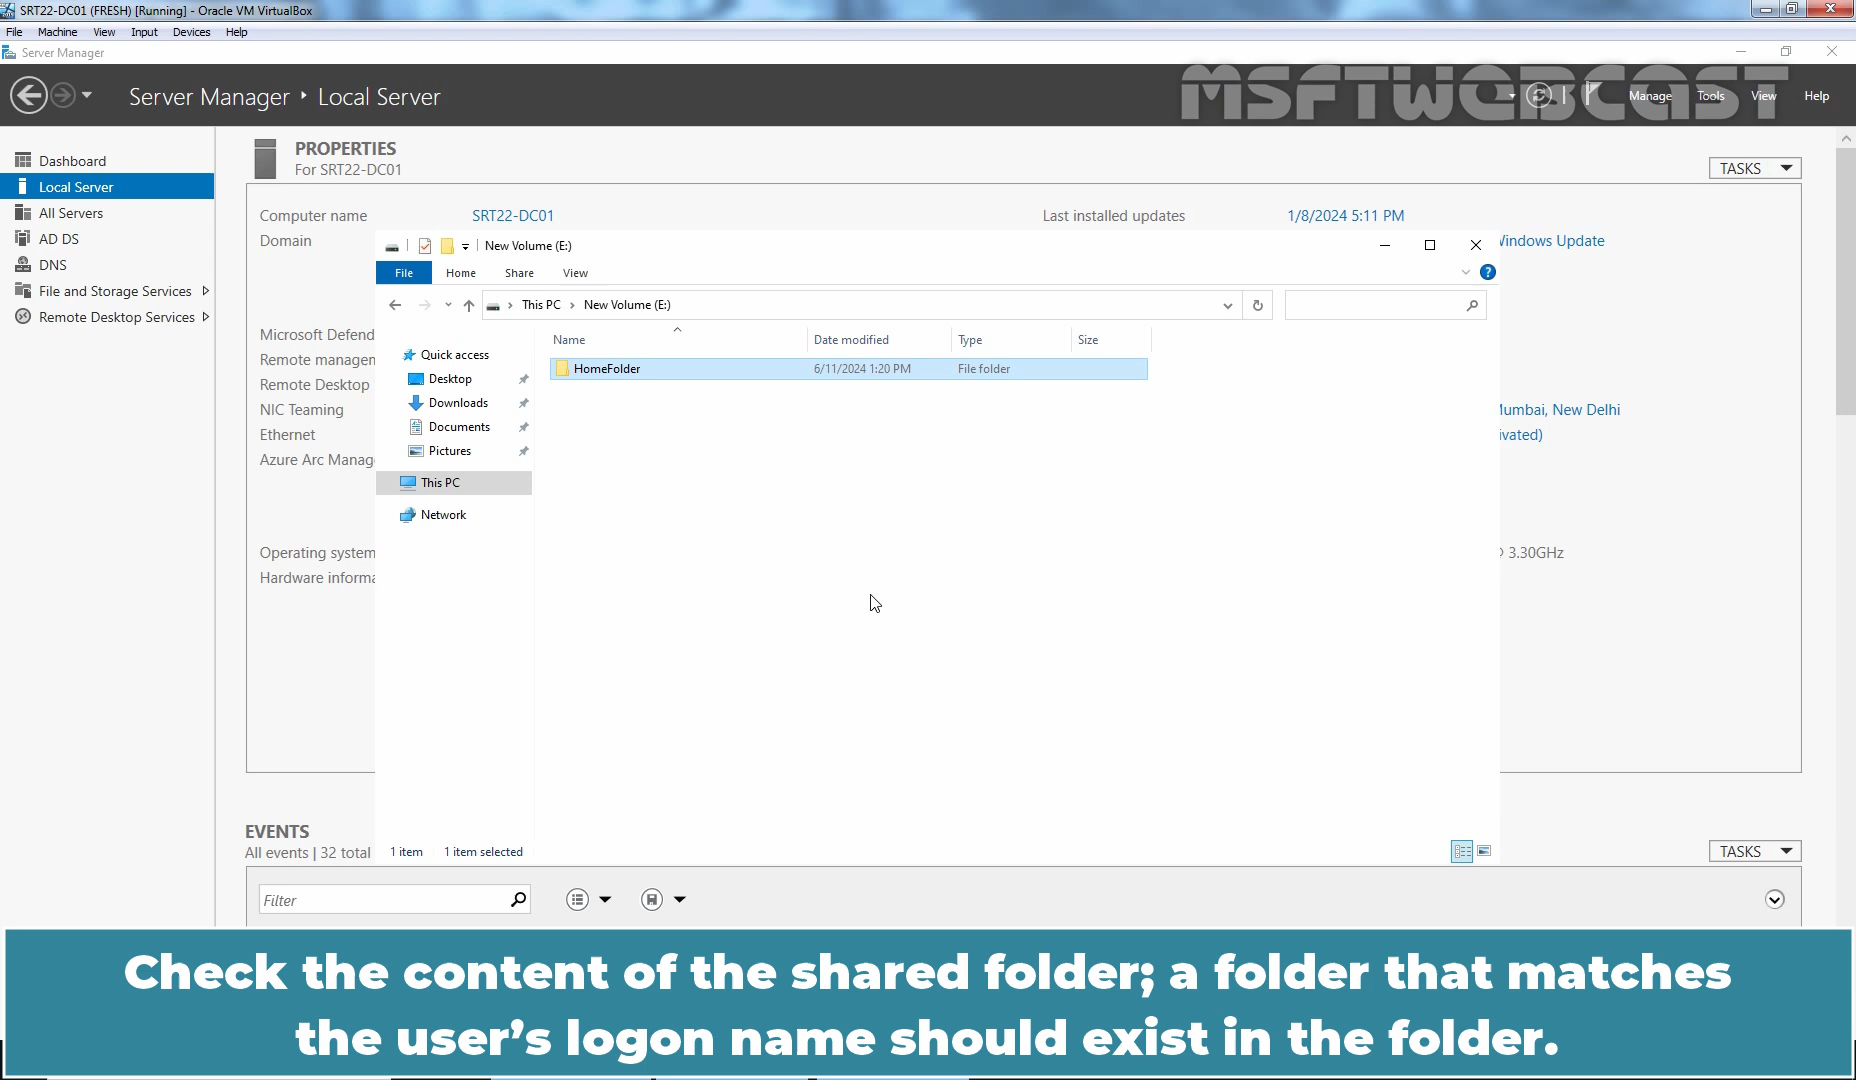 SRT22-DC01 (FRESH) [Running] - Oracle VM VirtualBox
File Machine View Input Devices Help
Server Manager
Server Manager ‣ Local Server
MSFTWEBCAST
Manage Tools View Help
Dashboard
Local Server
All Servers
AD DS
DNS
File and Storage Services
Remote Desktop Services
PROPERTIES
For SRT22-DC01
TASKS
Computer name SRT22-DC01 Last installed updates 1/8/2024 5:11 PM
Domain Windows Update
Microsoft Defend
Remote managem
Remote Desktop
NIC Teaming Mumbai, New Delhi
Ethernet ivated)
Azure Arc Manag
Operating system 3.30GHz
Hardware informa
New Volume (E:)
File Home Share View
This PC › New Volume (E:)
Name Date modified Type Size
HomeFolder 6/11/2024 1:20 PM File folder
Quick access
Desktop
Downloads
Documents
Pictures
This PC
Network
1 item 1 item selected
EVENTS
All events | 32 total
TASKS
Filter
Check the content of the shared folder; a folder that matches
the user’s logon name should exist in the folder.